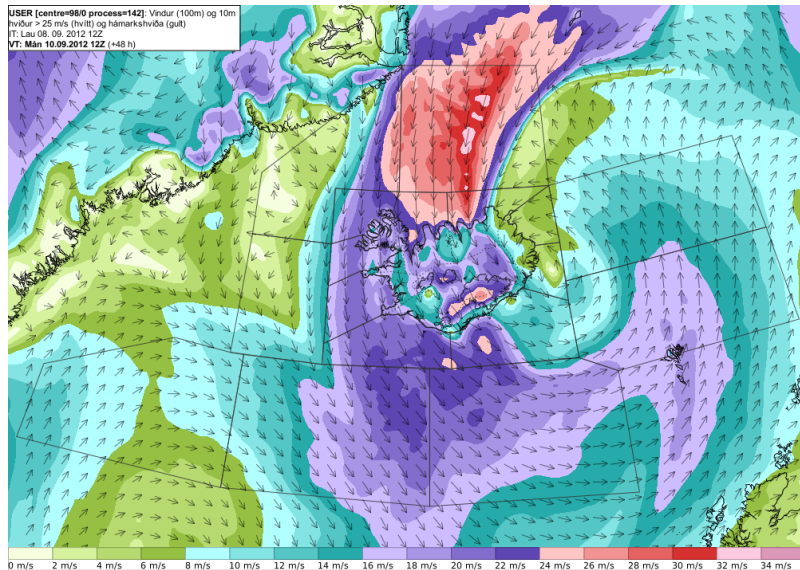 USER [centre=98/0 process=142]: Vindur (100m) og 10m
hviður > 25 m/s (hvítt) og hámarkshviða (gult)
IT: Lau 08. 09. 2012 12Z
VT: Mán 10.09.2012 12Z (+48 h)
0 m/s 2 m/s 4 m/s 6 m/s 8 m/s 10 m/s 12 m/s 14 m/s 16 m/s 18 m/s 20 m/s 22 m/s 24 m/s 26 m/s 28 m/s 30 m/s 32 m/s 34 m/s